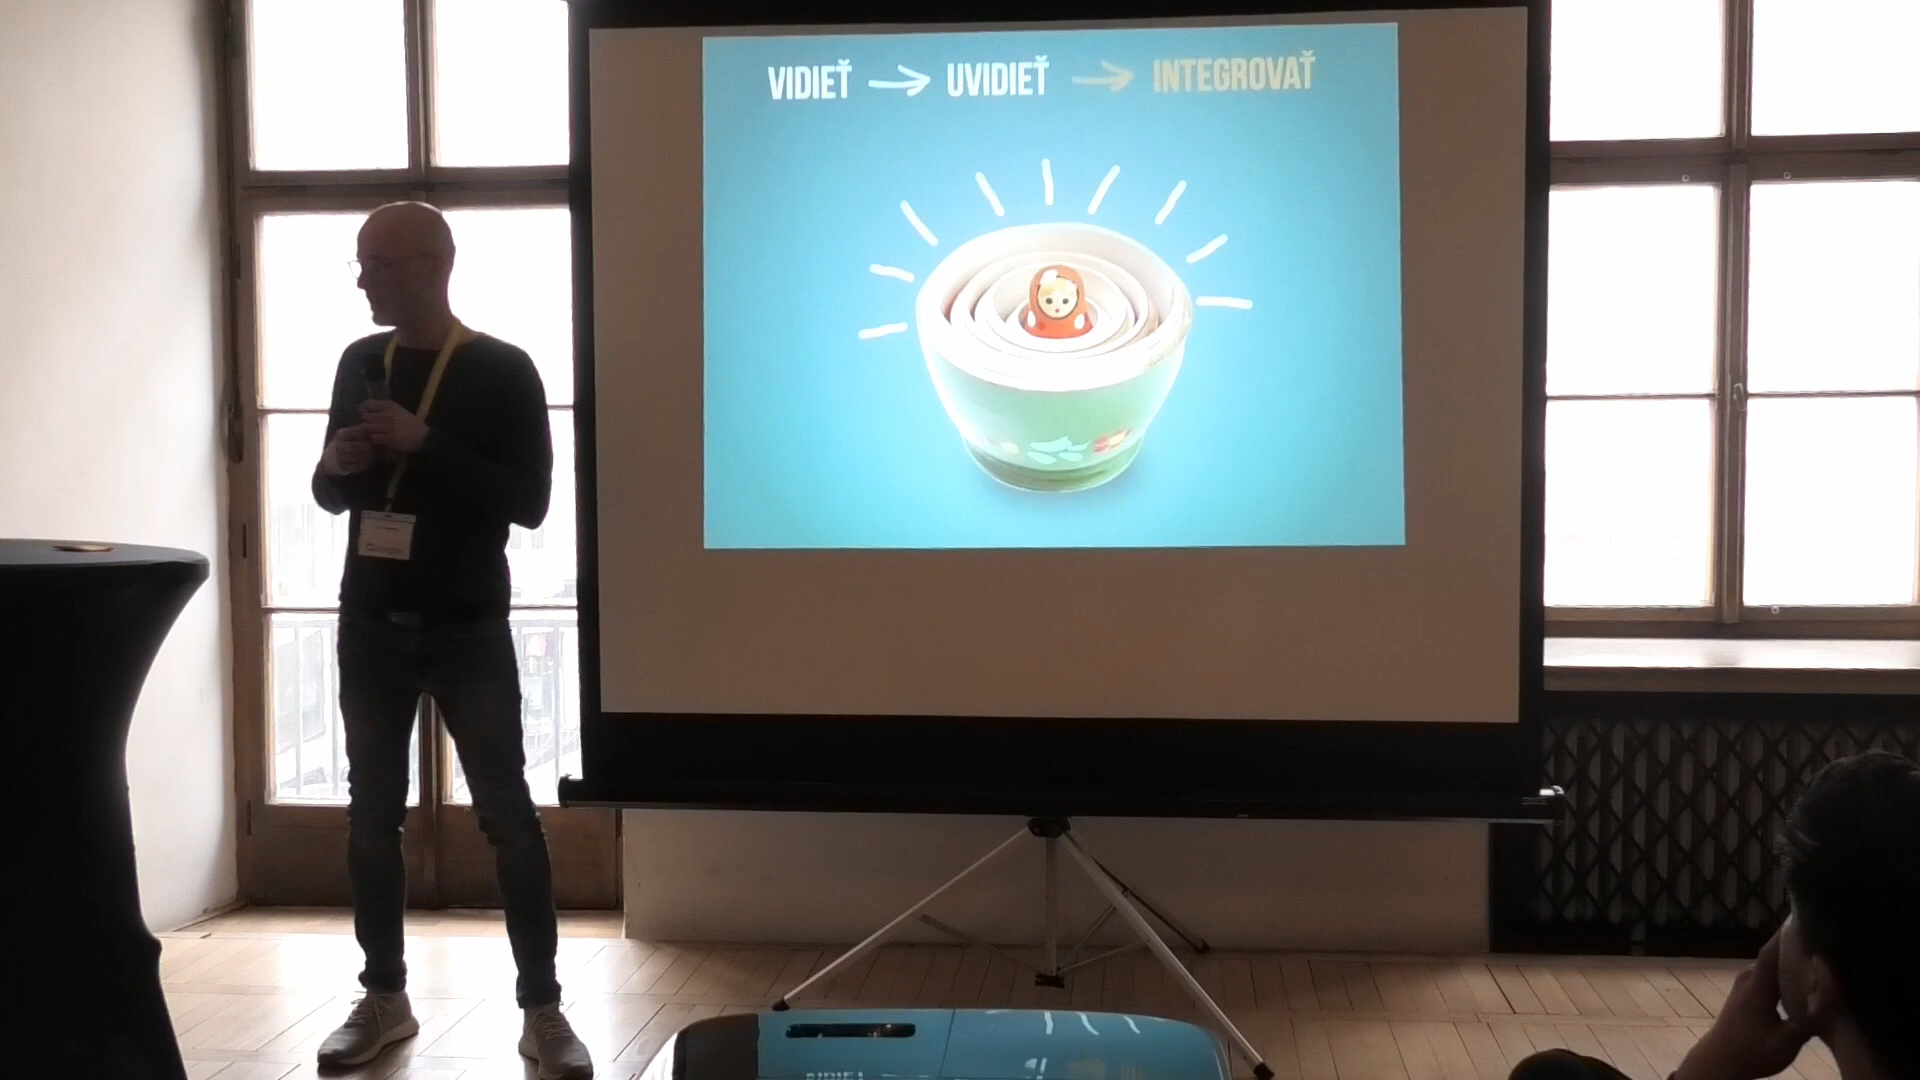 VIDIEŤ → UVIDIEŤ → INTEGROVAŤ